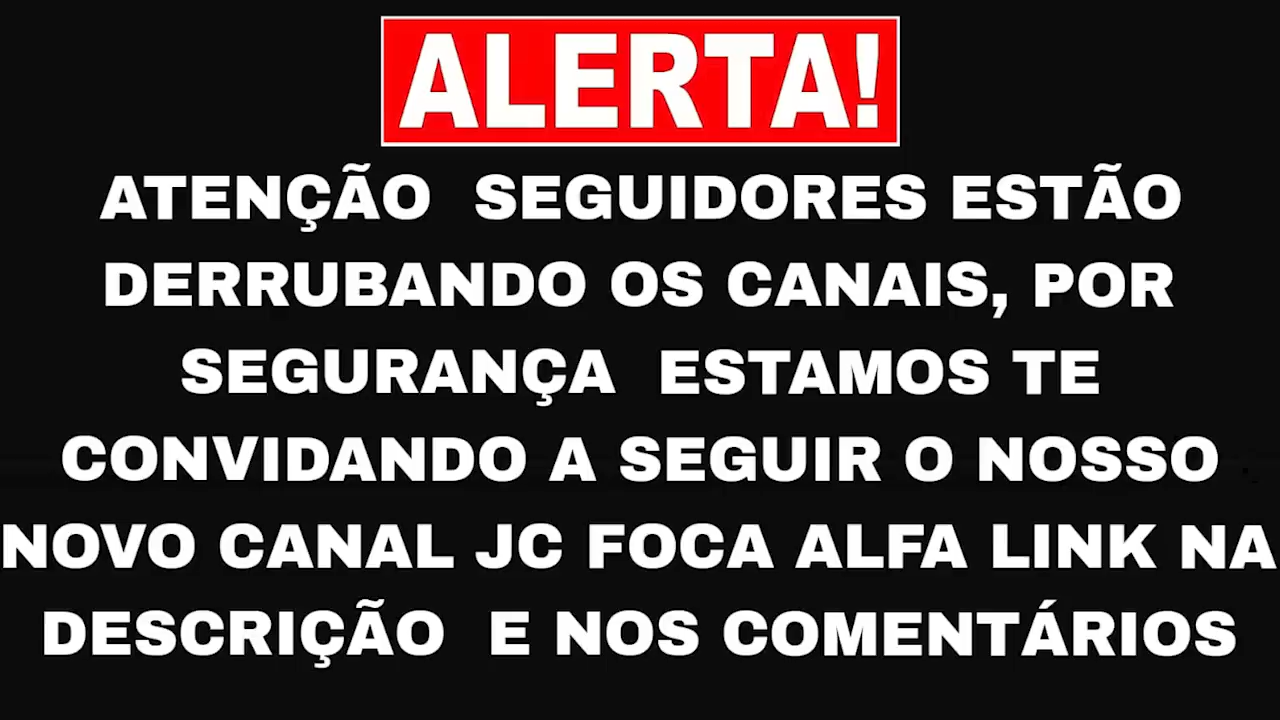 ALERTA!
ATENÇÃO SEGUIDORES ESTÃO
DERRUBANDO OS CANAIS, POR
SEGURANÇA ESTAMOS TE
CONVIDANDO A SEGUIR O NOSSO
NOVO CANAL JC FOCA ALFA LINK NA
DESCRIÇÃO E NOS COMENTÁRIOS